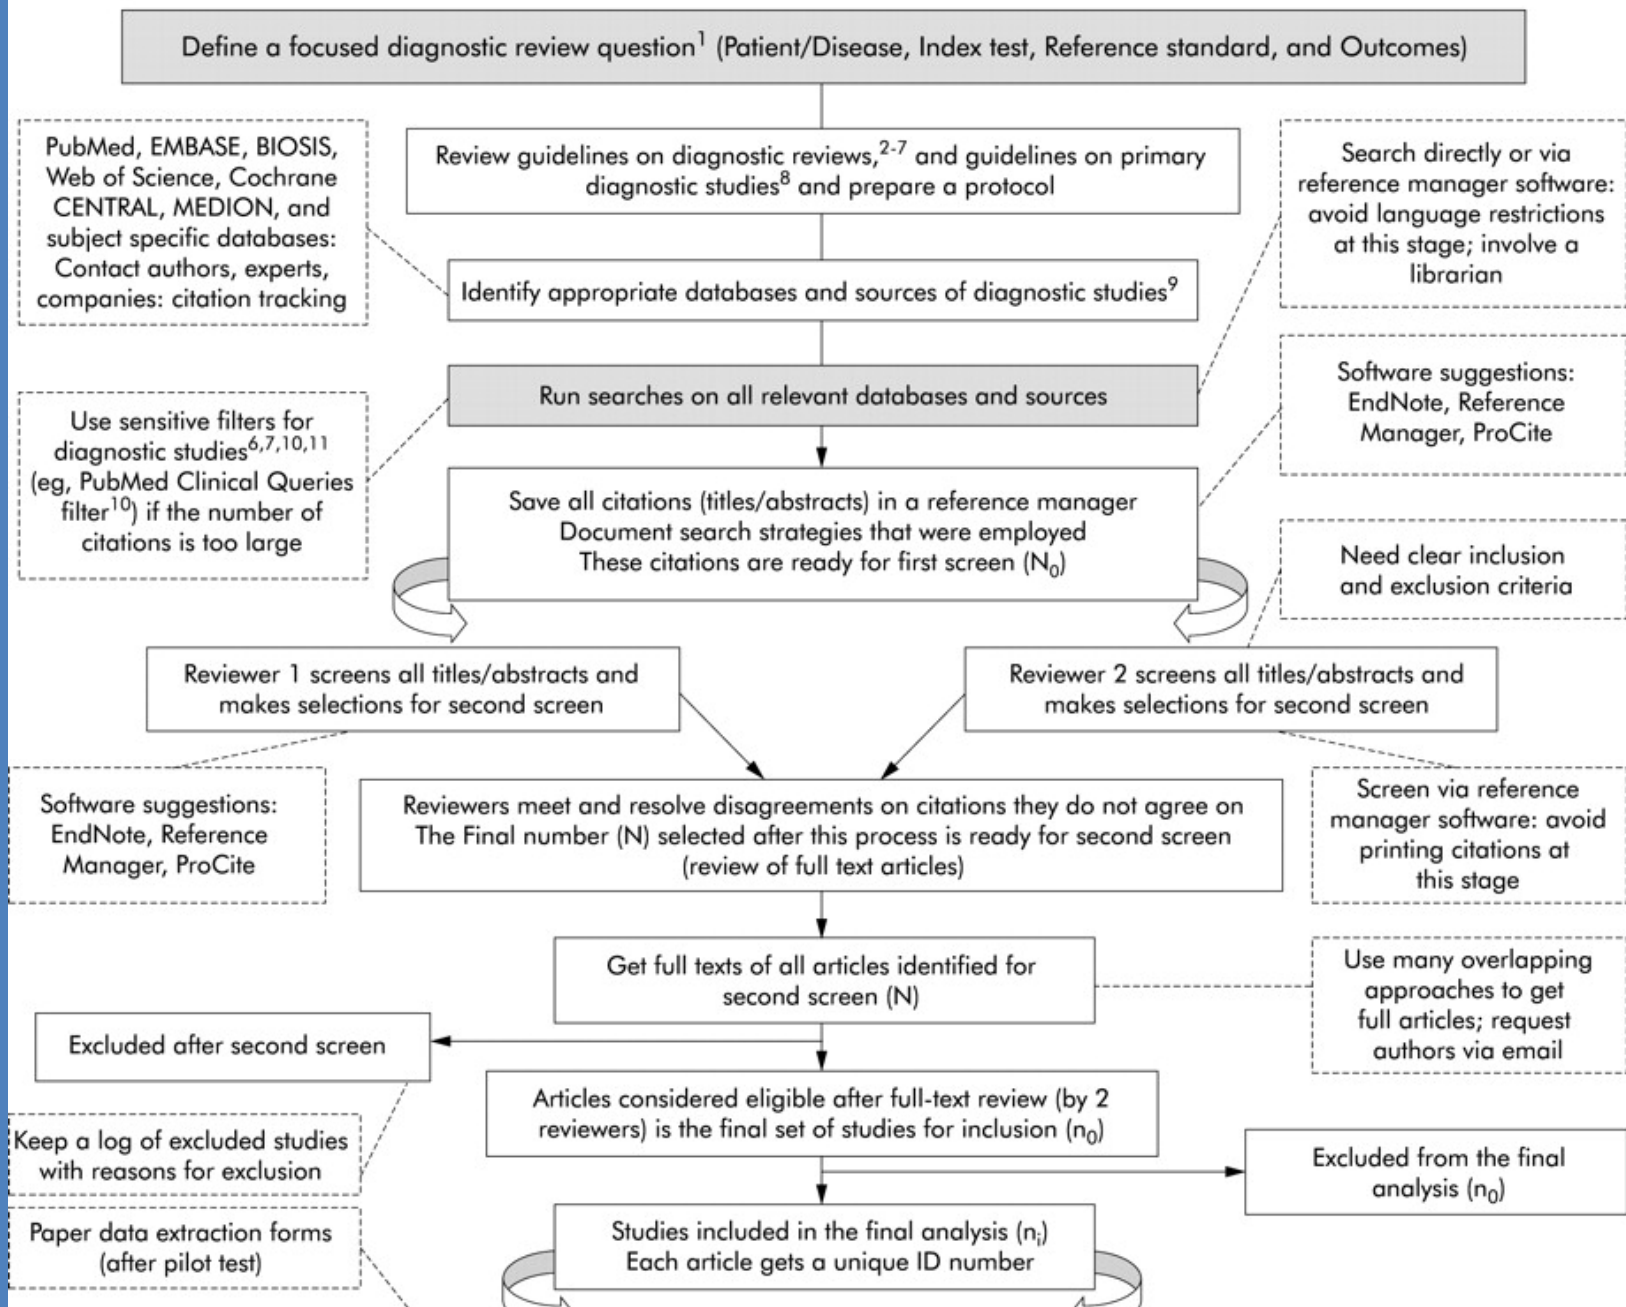 Define a focused diagnostic review question¹ (Patient/Disease, Index test, Reference standard, and Outcomes)
PubMed, EMBASE, BIOSIS,
Web of Science, Cochrane
CENTRAL, MEDION, and
subject specific databases:
Contact authors, experts,
companies: citation tracking
Review guidelines on diagnostic reviews,²⁻⁷ and guidelines on primary
diagnostic studies⁸ and prepare a protocol
Search directly or via
reference manager software:
avoid language restrictions
at this stage; involve a
librarian
Identify appropriate databases and sources of diagnostic studies⁹
Run searches on all relevant databases and sources
Software suggestions:
EndNote, Reference
Manager, ProCite
Use sensitive filters for
diagnostic studies⁶,⁷,¹⁰,¹¹
(eg, PubMed Clinical Queries
filter¹⁰) if the number of
citations is too large
Save all citations (titles/abstracts) in a reference manager
Document search strategies that were employed
These citations are ready for first screen (N₀)
Need clear inclusion
and exclusion criteria
Reviewer 1 screens all titles/abstracts and
makes selections for second screen
Reviewer 2 screens all titles/abstracts and
makes selections for second screen
Software suggestions:
EndNote, Reference
Manager, ProCite
Reviewers meet and resolve disagreements on citations they do not agree on
The Final number (N) selected after this process is ready for second screen
(review of full text articles)
Screen via reference
manager software: avoid
printing citations at
this stage
Get full texts of all articles identified for
second screen (N)
Use many overlapping
approaches to get
full articles; request
authors via email
Excluded after second screen
Articles considered eligible after full-text review (by 2
reviewers) is the final set of studies for inclusion (n₀)
Keep a log of excluded studies
with reasons for exclusion
Excluded from the final
analysis (n₀)
Paper data extraction forms
(after pilot test)
Studies included in the final analysis (nᵢ)
Each article gets a unique ID number